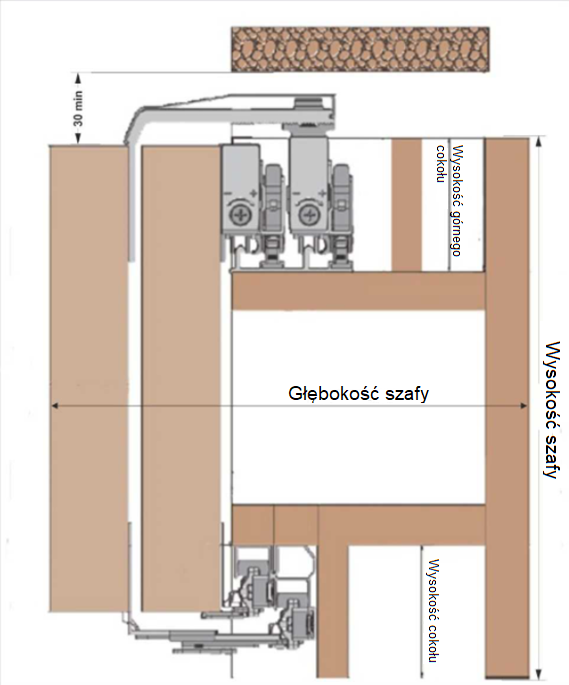 30 min
Wysokość górnego
cokołu
Głębokość szafy
Wysokość szafy
Wysokość cokołu